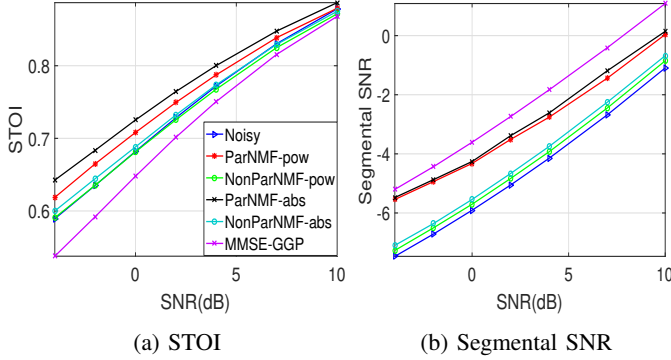 STOI
0.8
0.7
0.6
0
5
10
SNR(dB)
Noisy
ParNMF-pow
NonParNMF-pow
ParNMF-abs
NonParNMF-abs
MMSE-GGP
(a) STOI
Segmental SNR
0
-2
-4
-6
0
5
10
SNR(dB)
(b) Segmental SNR